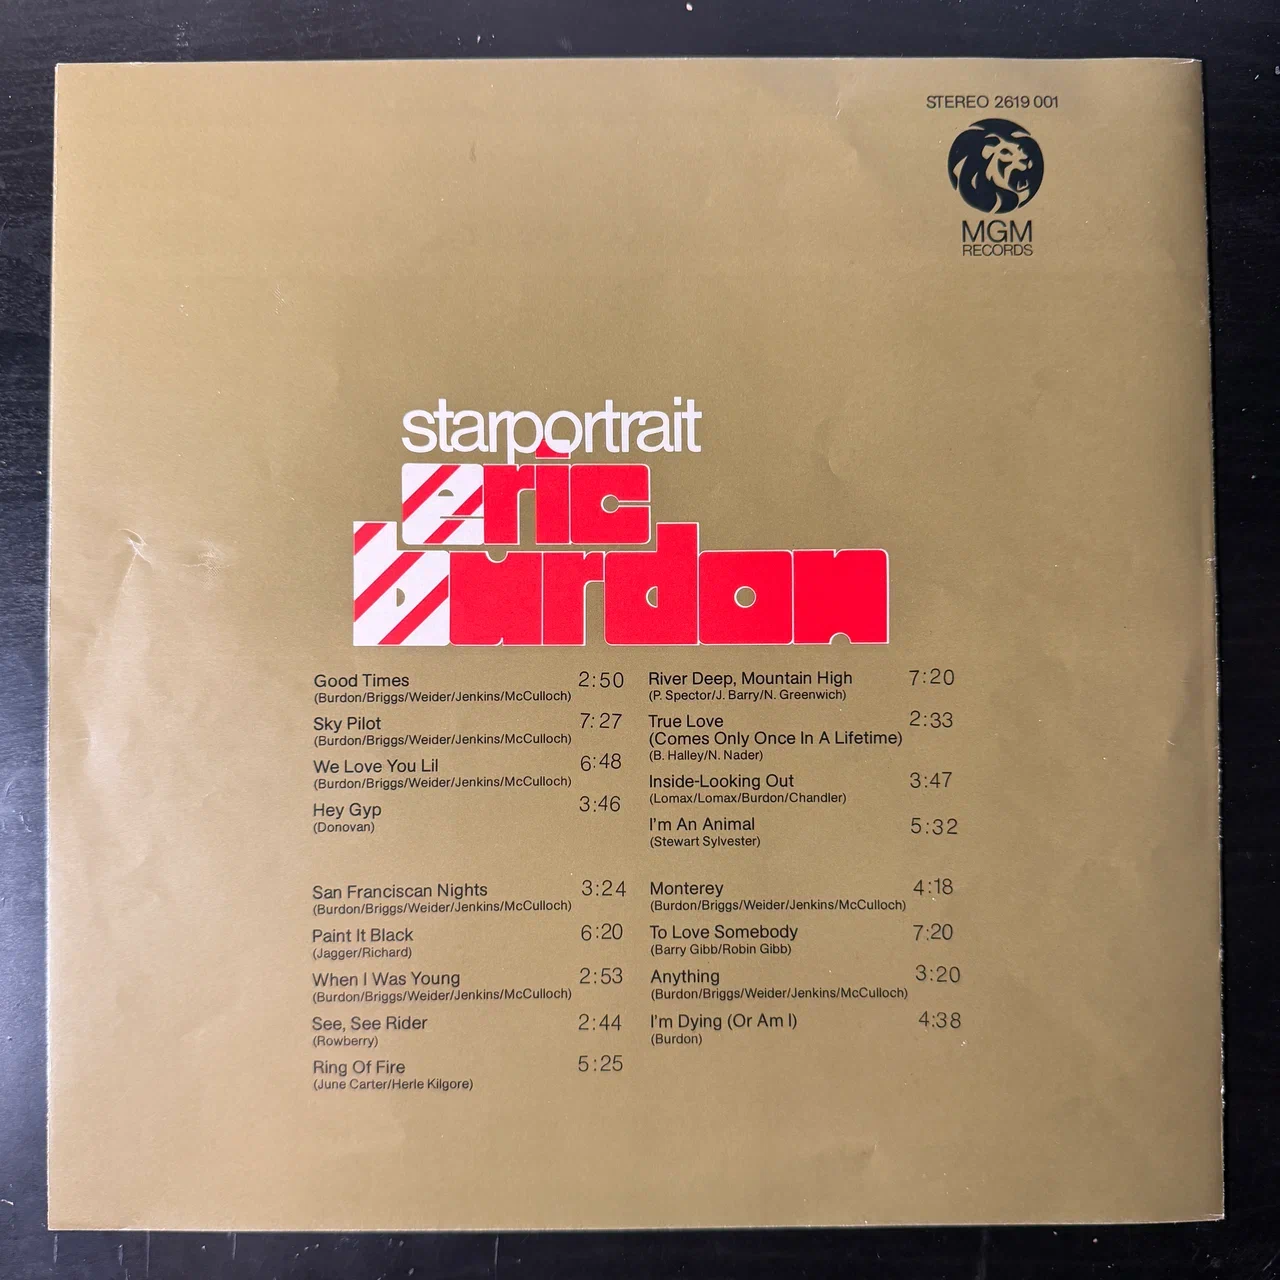 STEREO 2619 001
MGM
RECORDS
starportrait
eric
burdon
Good Times 2:50
(Burdon/Briggs/Weider/Jenkins/McCulloch)
Sky Pilot 7:27
(Burdon/Briggs/Weider/Jenkins/McCulloch)
We Love You Lil 6:48
(Burdon/Briggs/Weider/Jenkins/McCulloch)
Hey Gyp 3:46
(Donovan)
San Franciscan Nights 3:24
(Burdon/Briggs/Weider/Jenkins/McCulloch)
Paint It Black 6:20
(Jagger/Richard)
When I Was Young 2:53
(Burdon/Briggs/Weider/Jenkins/McCulloch)
See, See Rider 2:44
(Rowberry)
Ring Of Fire 5:25
(June Carter/Herle Kilgore)
River Deep, Mountain High 7:20
(P. Spector/J. Barry/N. Greenwich)
True Love 2:33
(Comes Only Once In A Lifetime)
(B. Halley/N. Nader)
Inside-Looking Out 3:47
(Lomax/Lomax/Burdon/Chandler)
I'm An Animal 5:32
(Stewart Sylvester)
Monterey 4:18
(Burdon/Briggs/Weider/Jenkins/McCulloch)
To Love Somebody 7:20
(Barry Gibb/Robin Gibb)
Anything 3:20
(Burdon/Briggs/Weider/Jenkins/McCulloch)
I'm Dying (Or Am I) 4:38
(Burdon)